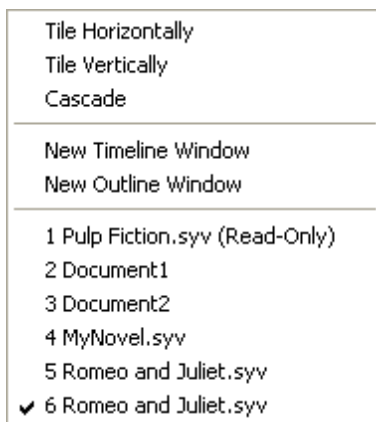 Tile Horizontally
Tile Vertically
Cascade
New Timeline Window
New Outline Window
1 Pulp Fiction.syv (Read-Only)
2 Document1
3 Document2
4 MyNovel.syv
5 Romeo and Juliet.syv
6 Romeo and Juliet.syv